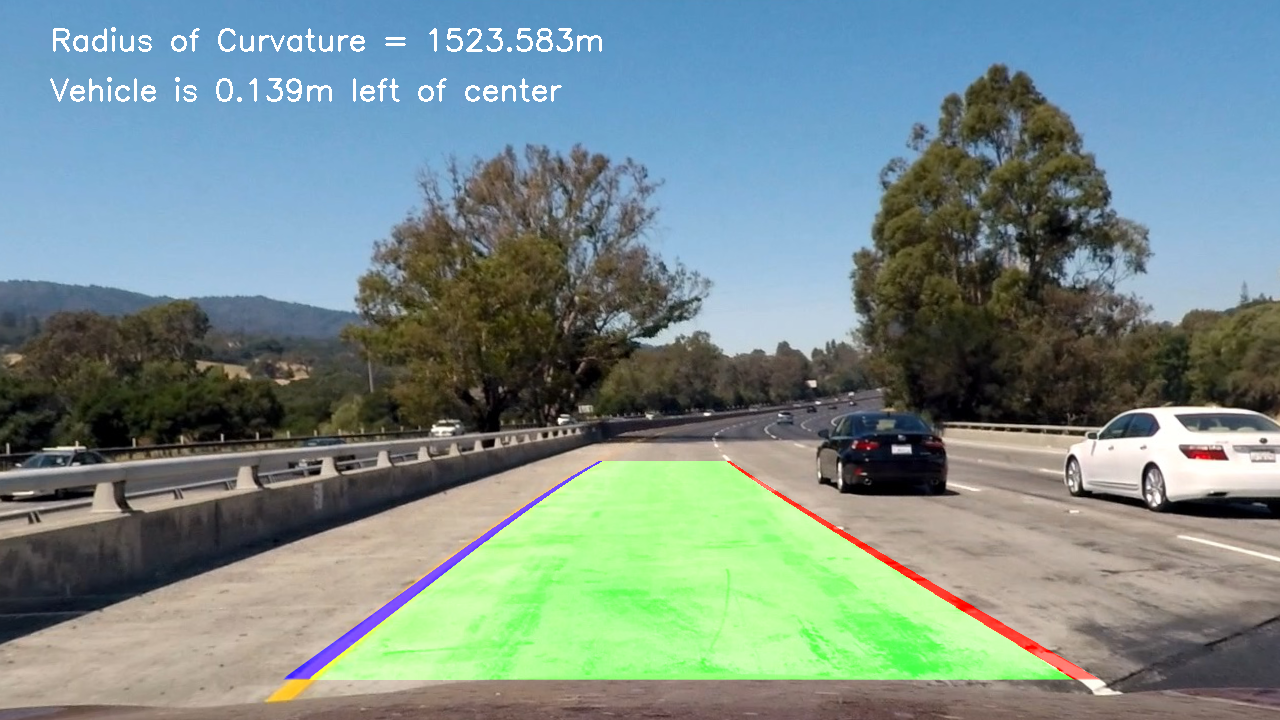 Radius of Curvature = 1523.583m
Vehicle is 0.139m left of center